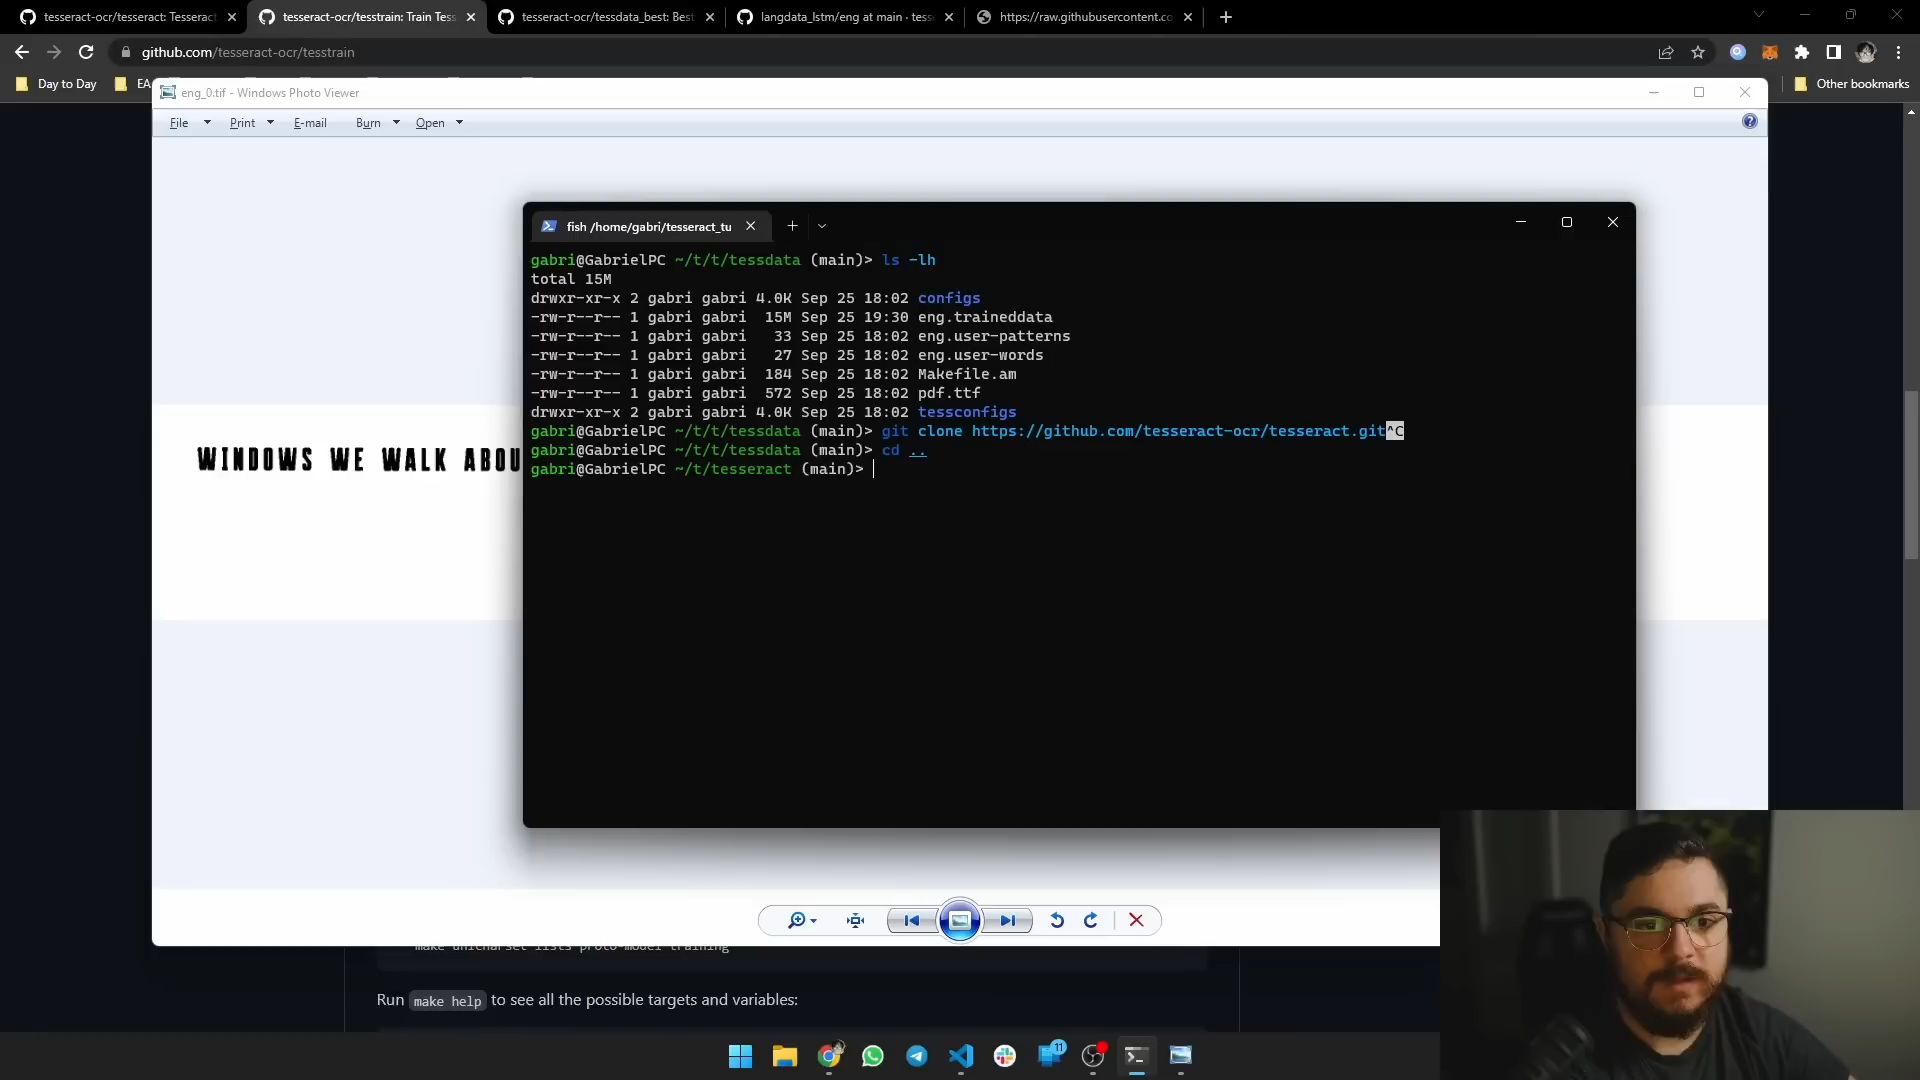 tesseract-ocr/tesseract: Tesseract
tesseract-ocr/tesstrain: Train Tess
tesseract-ocr/tessdata_best: Best
langdata_lstm/eng at main · tesse
https://raw.githubusercontent.co
github.com/tesseract-ocr/tesstrain
Day to Day
EA
Other bookmarks
eng_0.tif - Windows Photo Viewer
File
Print
E-mail
Burn
Open
WINDOWS WE WALK ABOU
fish /home/gabri/tesseract_tu
gabri@GabrielPC ~/t/t/tessdata (main)> ls -lh
total 15M
drwxr-xr-x 2 gabri gabri 4.0K Sep 25 18:02 configs
-rw-r--r-- 1 gabri gabri 15M Sep 25 19:30 eng.traineddata
-rw-r--r-- 1 gabri gabri 33 Sep 25 18:02 eng.user-patterns
-rw-r--r-- 1 gabri gabri 27 Sep 25 18:02 eng.user-words
-rw-r--r-- 1 gabri gabri 184 Sep 25 18:02 Makefile.am
-rw-r--r-- 1 gabri gabri 572 Sep 25 18:02 pdf.ttf
drwxr-xr-x 2 gabri gabri 4.0K Sep 25 18:02 tessconfigs
gabri@GabrielPC ~/t/t/tessdata (main)> git clone https://github.com/tesseract-ocr/tesseract.git^C
gabri@GabrielPC ~/t/t/tessdata (main)> cd ..
gabri@GabrielPC ~/t/tesseract (main)>
make unicharset lists proto-model training
Run make help to see all the possible targets and variables:
11